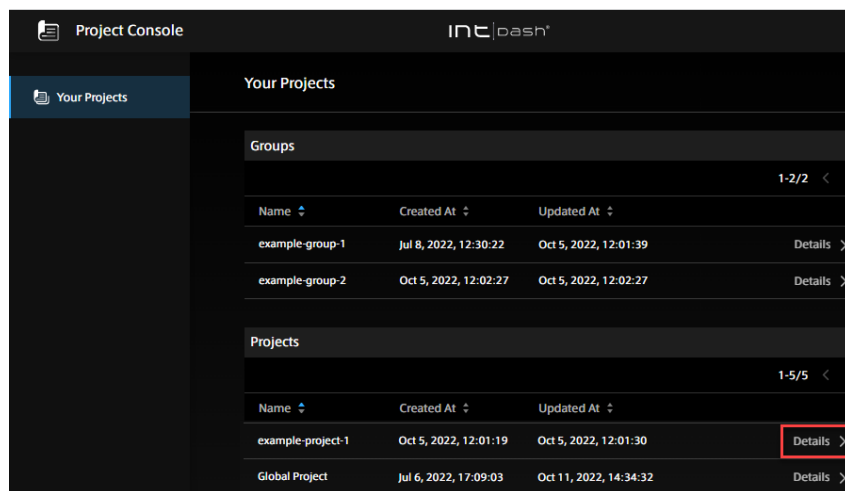 Project Console
intdash
Your Projects
Your Projects
Groups
1-2/2
Name Created At Updated At
example-group-1 Jul 8, 2022, 12:30:22 Oct 5, 2022, 12:01:39 Details
example-group-2 Oct 5, 2022, 12:02:27 Oct 5, 2022, 12:02:27 Details
Projects
1-5/5
Name Created At Updated At
example-project-1 Oct 5, 2022, 12:01:19 Oct 5, 2022, 12:01:30 Details
Global Project Jul 6, 2022, 17:09:03 Oct 11, 2022, 14:34:32 Details